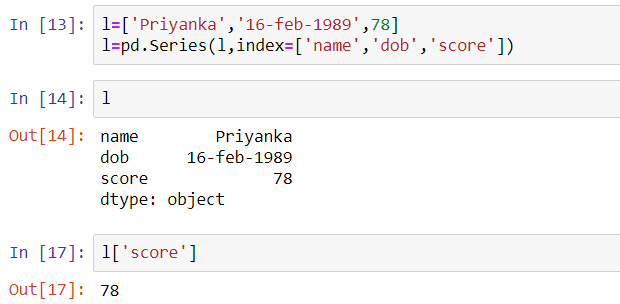 In [13]: l=['Priyanka','16-feb-1989',78]
l=pd.Series(l,index=['name','dob','score'])
In [14]: l
Out[14]: name Priyanka
dob 16-feb-1989
score 78
dtype: object
In [17]: l['score']
Out[17]: 78